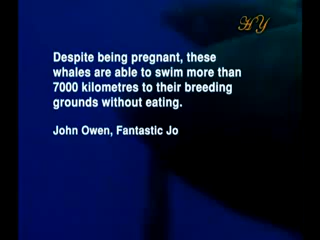 HY
Despite being pregnant, these
whales are able to swim more than
7000 kilometres to their breeding
grounds without eating.
John Owen, Fantastic Jo